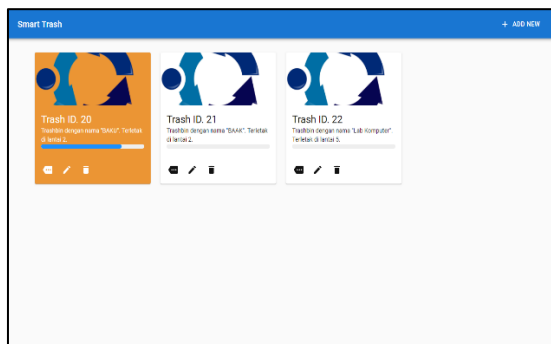 Smart Trash
+ ADD NEW
Trash ID. 20
Trashbin dengan nama "BAKU". Terletak
di lantai 2.
Trash ID. 21
Trashbin dengan nama "BAAK". Terletak
di lantai 2.
Trash ID. 22
Trashbin dengan nama "Lab Komputer".
Terletak di lantai 5.